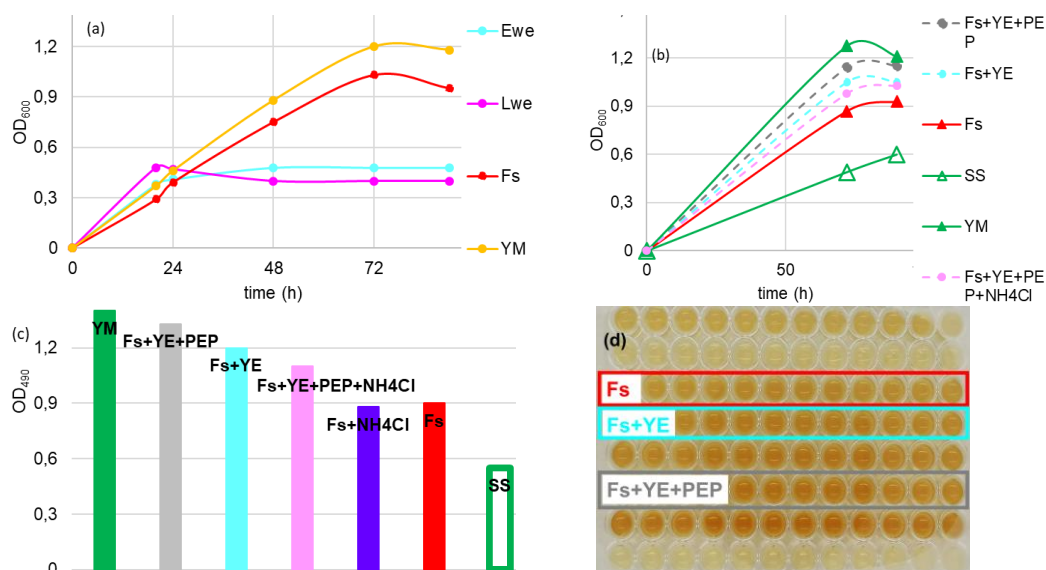 (a)
OD600
1,2
0,9
0,6
0,3
0
0
24
48
72
time (h)
Ewe
Lwe
Fs
YM
(b)
OD600
1,2
0,9
0,6
0,3
0
0
50
time (h)
Fs+YE+PE
P
Fs+YE
Fs
SS
YM
Fs+YE+PE
P+NH4Cl
(c)
OD490
1,2
0,9
0,6
0,3
0
YM
Fs+YE+PEP
Fs+YE
Fs+YE+PEP+NH4Cl
Fs+NH4Cl
Fs
SS
(d)
Fs
Fs+YE
Fs+YE+PEP